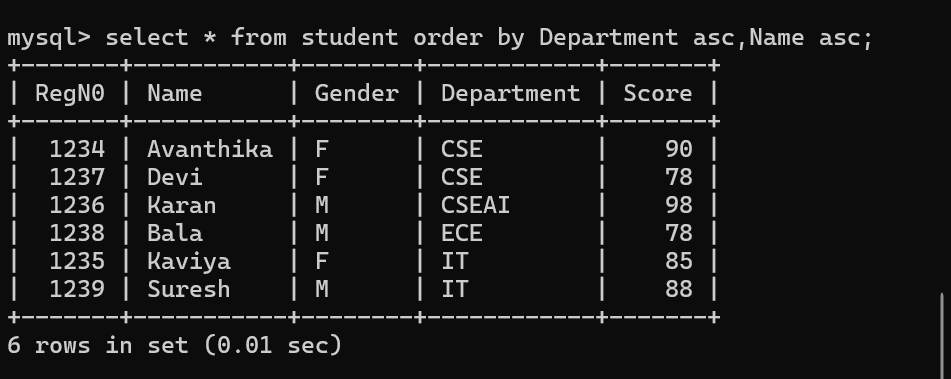 mysql> select * from student order by Department asc,Name asc;
+-------+-----------+--------+------------+-------+
| RegN0 | Name      | Gender | Department | Score |
+-------+-----------+--------+------------+-------+
|  1234 | Avanthika | F      | CSE        |    90 |
|  1237 | Devi      | F      | CSE        |    78 |
|  1236 | Karan     | M      | CSEAI      |    98 |
|  1238 | Bala      | M      | ECE        |    78 |
|  1235 | Kaviya    | F      | IT         |    85 |
|  1239 | Suresh    | M      | IT         |    88 |
+-------+-----------+--------+------------+-------+
6 rows in set (0.01 sec)